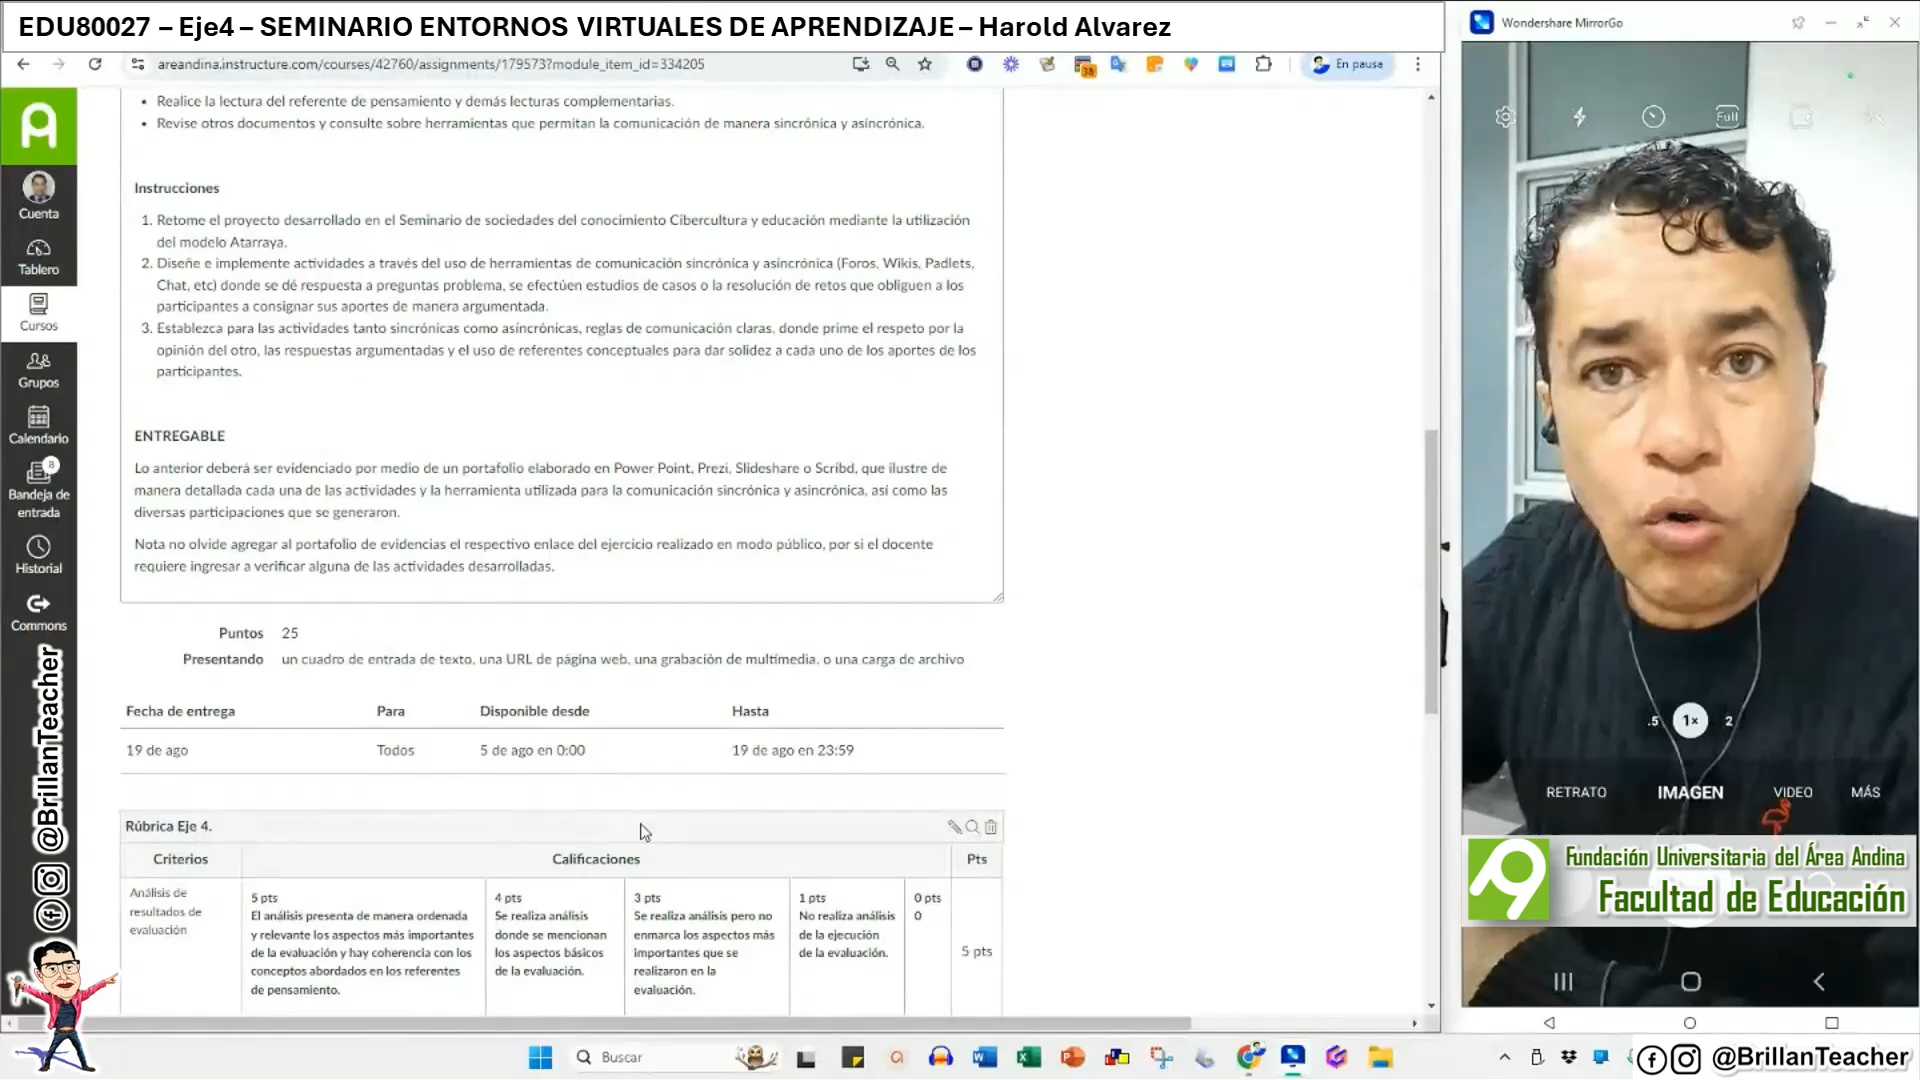 EDU80027 – Eje4 – SEMINARIO ENTORNOS VIRTUALES DE APRENDIZAJE – Harold Alvarez
Wondershare MirrorGo
areandina.instructure.com/courses/42760/assignments/179573?module_item_id=334205
38
En pausa
Full
Cuenta
Tablero
Cursos
Grupos
Calendario
8
Bandeja de
entrada
Historial
Commons
@BrillanTeacher
• Realice la lectura del referente de pensamiento y demás lecturas complementarias.
• Revise otros documentos y consulte sobre herramientas que permitan la comunicación de manera sincrónica y asíncrónica.
Instrucciones
1. Retome el proyecto desarrollado en el Seminario de sociedades del conocimiento Cibercultura y educación mediante la utilización
del modelo Atarraya.
2. Diseñe e implemente actividades a través del uso de herramientas de comunicación sincrónica y asíncrónica (Foros, Wikis, Padlets,
Chat, etc) donde se dé respuesta a preguntas problema, se efectúen estudios de casos o la resolución de retos que obliguen a los
participantes a consignar sus aportes de manera argumentada.
3. Establezca para las actividades tanto sincrónicas como asíncrónicas, reglas de comunicación claras, donde prime el respeto por la
opinión del otro, las respuestas argumentadas y el uso de referentes conceptuales para dar solidez a cada uno de los aportes de los
participantes.
ENTREGABLE
Lo anterior deberá ser evidenciado por medio de un portafolio elaborado en Power Point, Prezi, Slideshare o Scribd, que ilustre de
manera detallada cada una de las actividades y la herramienta utilizada para la comunicación sincrónica y asincrónica, así como las
diversas participaciones que se generaron.
Nota no olvide agregar al portafolio de evidencias el respectivo enlace del ejercicio realizado en modo público, por si el docente
requiere ingresar a verificar alguna de las actividades desarrolladas.
Puntos 25
Presentando un cuadro de entrada de texto, una URL de página web, una grabación de multimedia, o una carga de archivo
Fecha de entrega Para Disponible desde Hasta
19 de ago Todos 5 de ago en 0:00 19 de ago en 23:59
Rúbrica Eje 4.
Criterios Calificaciones Pts
Análisis de
resultados de
evaluación
5 pts
El análisis presenta de manera ordenada
y relevante los aspectos más importantes
de la evaluación y hay coherencia con los
conceptos abordados en los referentes
de pensamiento.
4 pts
Se realiza análisis
donde se mencionan
los aspectos básicos
de la evaluación.
3 pts
Se realiza análisis pero no
enmarca los aspectos más
importantes que se
realizaron en la
evaluación.
1 pts
No realiza análisis
de la ejecución
de la evaluación.
0 pts
0
5 pts
.5 1× 2
RETRATO IMAGEN VIDEO MÁS
Fundación Universitaria del Área Andina
Facultad de Educación
Buscar
@BrillanTeacher